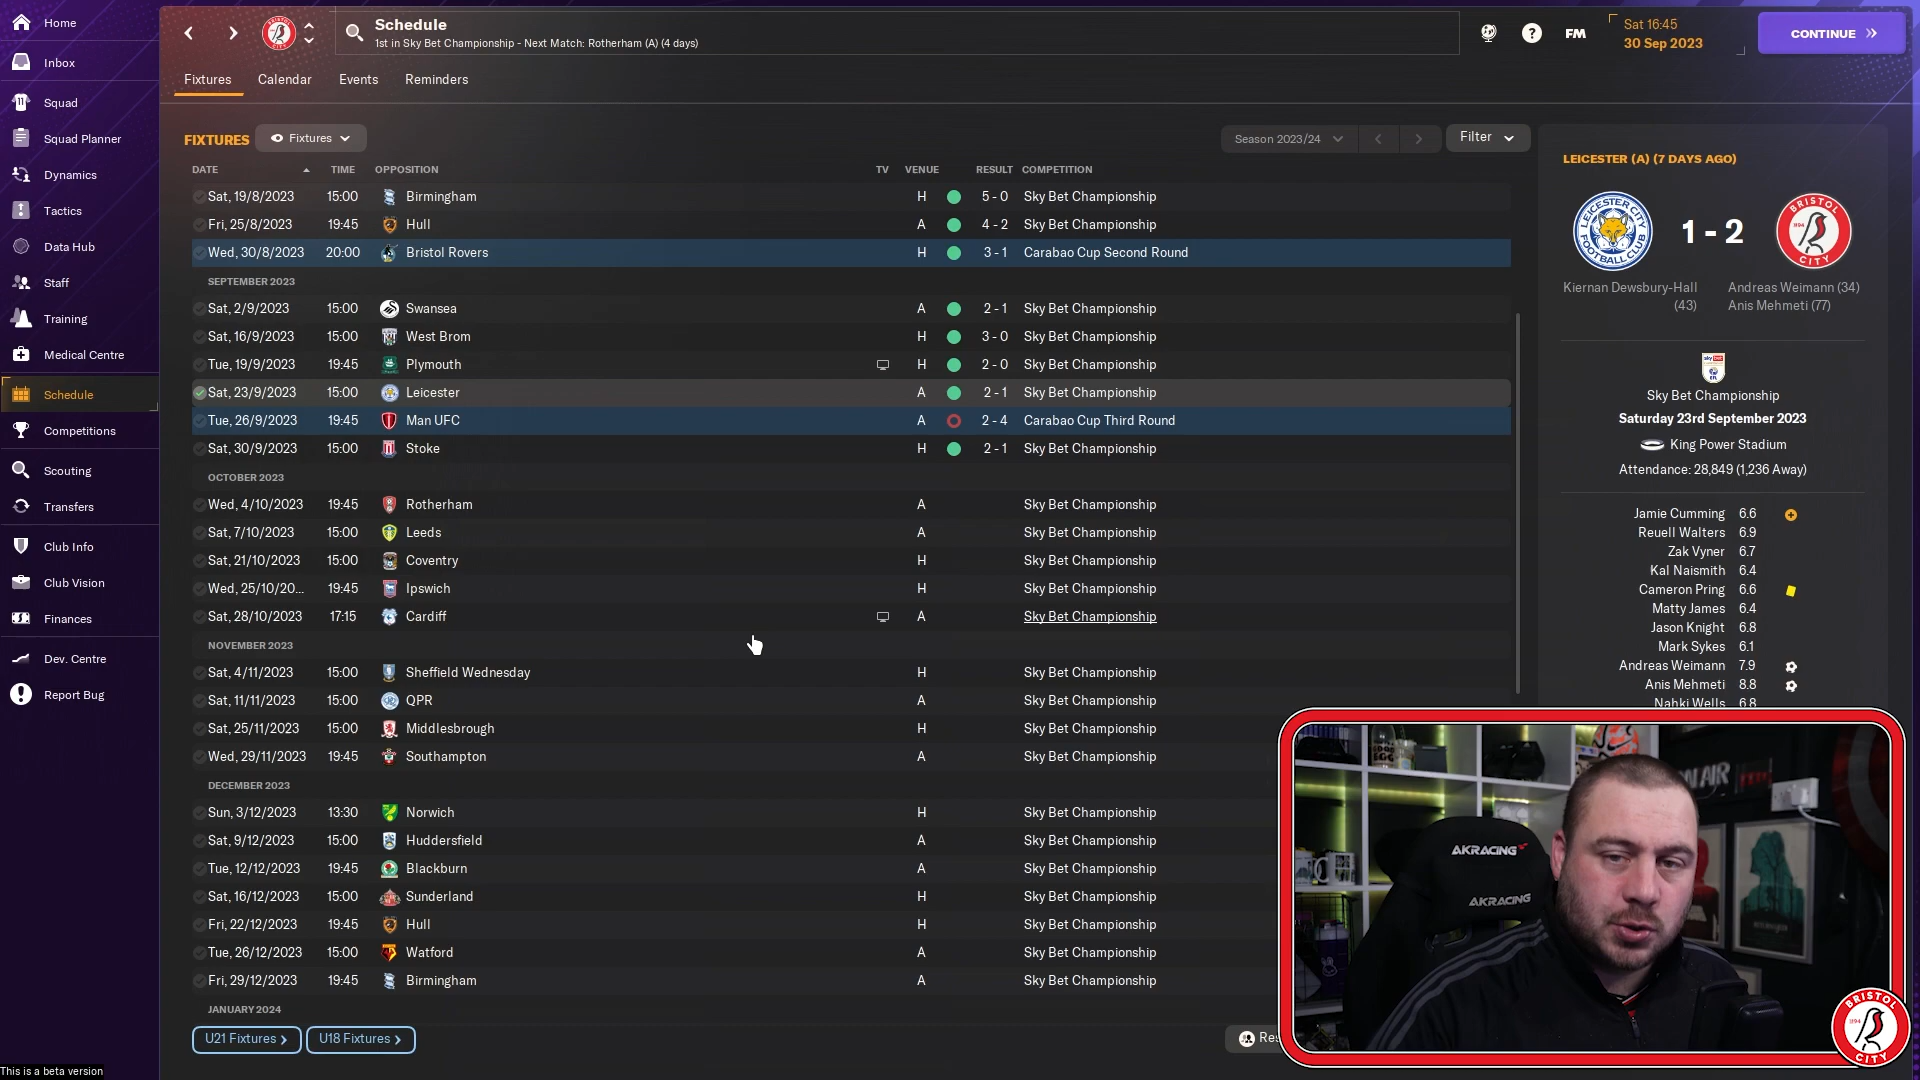 Home
Inbox
Squad
Squad Planner
Dynamics
Tactics
Data Hub
Staff
Training
Medical Centre
Schedule
Competitions
Scouting
Transfers
Club Info
Club Vision
Finances
Dev. Centre
Report Bug
This is a beta version
Schedule
1st in Sky Bet Championship - Next Match: Rotherham (A) (4 days)
FM
Sat 16:45
30 Sep 2023
CONTINUE
Fixtures Calendar Events Reminders
FIXTURES Fixtures Season 2023/24 Filter
DATE TIME OPPOSITION TV VENUE RESULT COMPETITION
Sat, 19/8/2023 15:00 Birmingham H 5 - 0 Sky Bet Championship
Fri, 25/8/2023 19:45 Hull A 4 - 2 Sky Bet Championship
Wed, 30/8/2023 20:00 Bristol Rovers H 3 - 1 Carabao Cup Second Round
SEPTEMBER 2023
Sat, 2/9/2023 15:00 Swansea A 2 - 1 Sky Bet Championship
Sat, 16/9/2023 15:00 West Brom H 3 - 0 Sky Bet Championship
Tue, 19/9/2023 19:45 Plymouth H 2 - 0 Sky Bet Championship
Sat, 23/9/2023 15:00 Leicester A 2 - 1 Sky Bet Championship
Tue, 26/9/2023 19:45 Man UFC A 2 - 4 Carabao Cup Third Round
Sat, 30/9/2023 15:00 Stoke H 2 - 1 Sky Bet Championship
OCTOBER 2023
Wed, 4/10/2023 19:45 Rotherham A Sky Bet Championship
Sat, 7/10/2023 15:00 Leeds A Sky Bet Championship
Sat, 21/10/2023 15:00 Coventry H Sky Bet Championship
Wed, 25/10/20... 19:45 Ipswich H Sky Bet Championship
Sat, 28/10/2023 17:15 Cardiff A Sky Bet Championship
NOVEMBER 2023
Sat, 4/11/2023 15:00 Sheffield Wednesday H Sky Bet Championship
Sat, 11/11/2023 15:00 QPR A Sky Bet Championship
Sat, 25/11/2023 15:00 Middlesbrough H Sky Bet Championship
Wed, 29/11/2023 19:45 Southampton A Sky Bet Championship
DECEMBER 2023
Sun, 3/12/2023 13:30 Norwich H Sky Bet Championship
Sat, 9/12/2023 15:00 Huddersfield A Sky Bet Championship
Tue, 12/12/2023 19:45 Blackburn A Sky Bet Championship
Sat, 16/12/2023 15:00 Sunderland H Sky Bet Championship
Fri, 22/12/2023 19:45 Hull H Sky Bet Championship
Tue, 26/12/2023 15:00 Watford A Sky Bet Championship
Fri, 29/12/2023 19:45 Birmingham A Sky Bet Championship
JANUARY 2024
U21 Fixtures U18 Fixtures
LEICESTER (A) (7 DAYS AGO)
LEICESTER CITY FOOTBALL CLUB
1 - 2
BRISTOL CITY
Kiernan Dewsbury-Hall (43)
Andreas Weimann (34)
Anis Mehmeti (77)
Sky Bet Championship
Saturday 23rd September 2023
King Power Stadium
Attendance: 28,849 (1,236 Away)
Jamie Cumming 6.6
Reuell Walters 6.9
Zak Vyner 6.7
Kal Naismith 6.4
Cameron Pring 6.6
Matty James 6.4
Jason Knight 6.8
Mark Sykes 6.1
Andreas Weimann 7.9
Anis Mehmeti 8.8
Nahki Wells 6.8
ON AIR
AKRACING
AKRACING
BRISTOL
1894
CITY